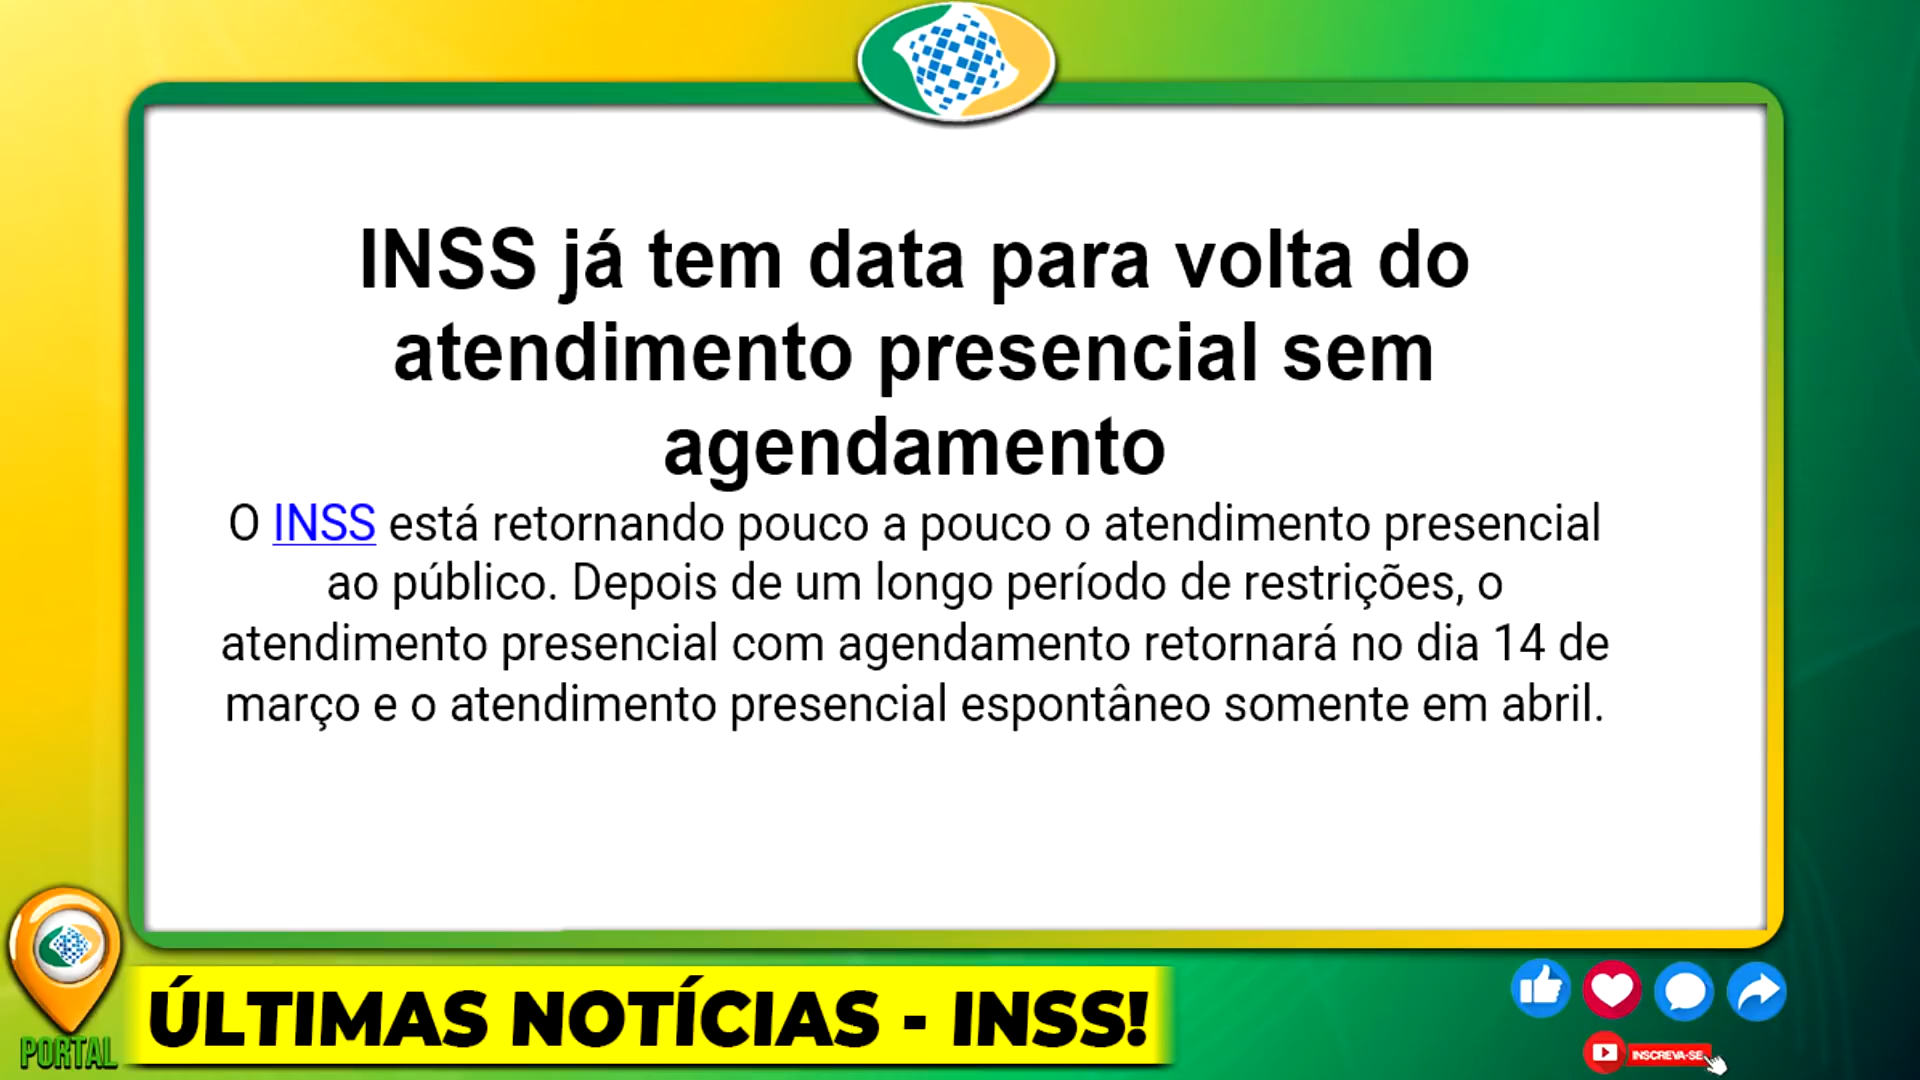 INSS já tem data para volta do
atendimento presencial sem
agendamento
O INSS está retornando pouco a pouco o atendimento presencial
ao público. Depois de um longo período de restrições, o
atendimento presencial com agendamento retornará no dia 14 de
março e o atendimento presencial espontâneo somente em abril.
PORTAL
ÚLTIMAS NOTÍCIAS - INSS!
INSCREVA-SE